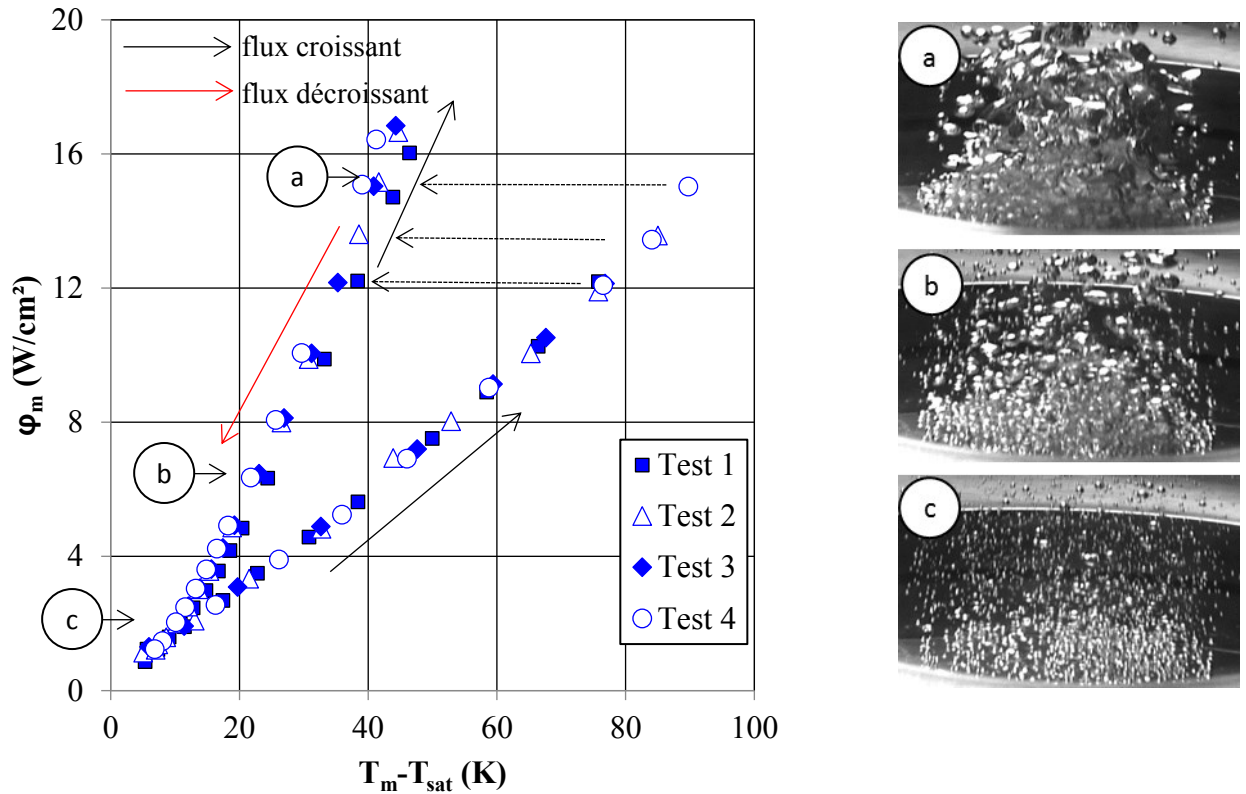 20
16
12
8
4
0
0 20 40 60 80 100
φm (W/cm²)
Tm-Tsat (K)
flux croissant
flux décroissant
a
b
c
Test 1
Test 2
Test 3
Test 4
a
b
c